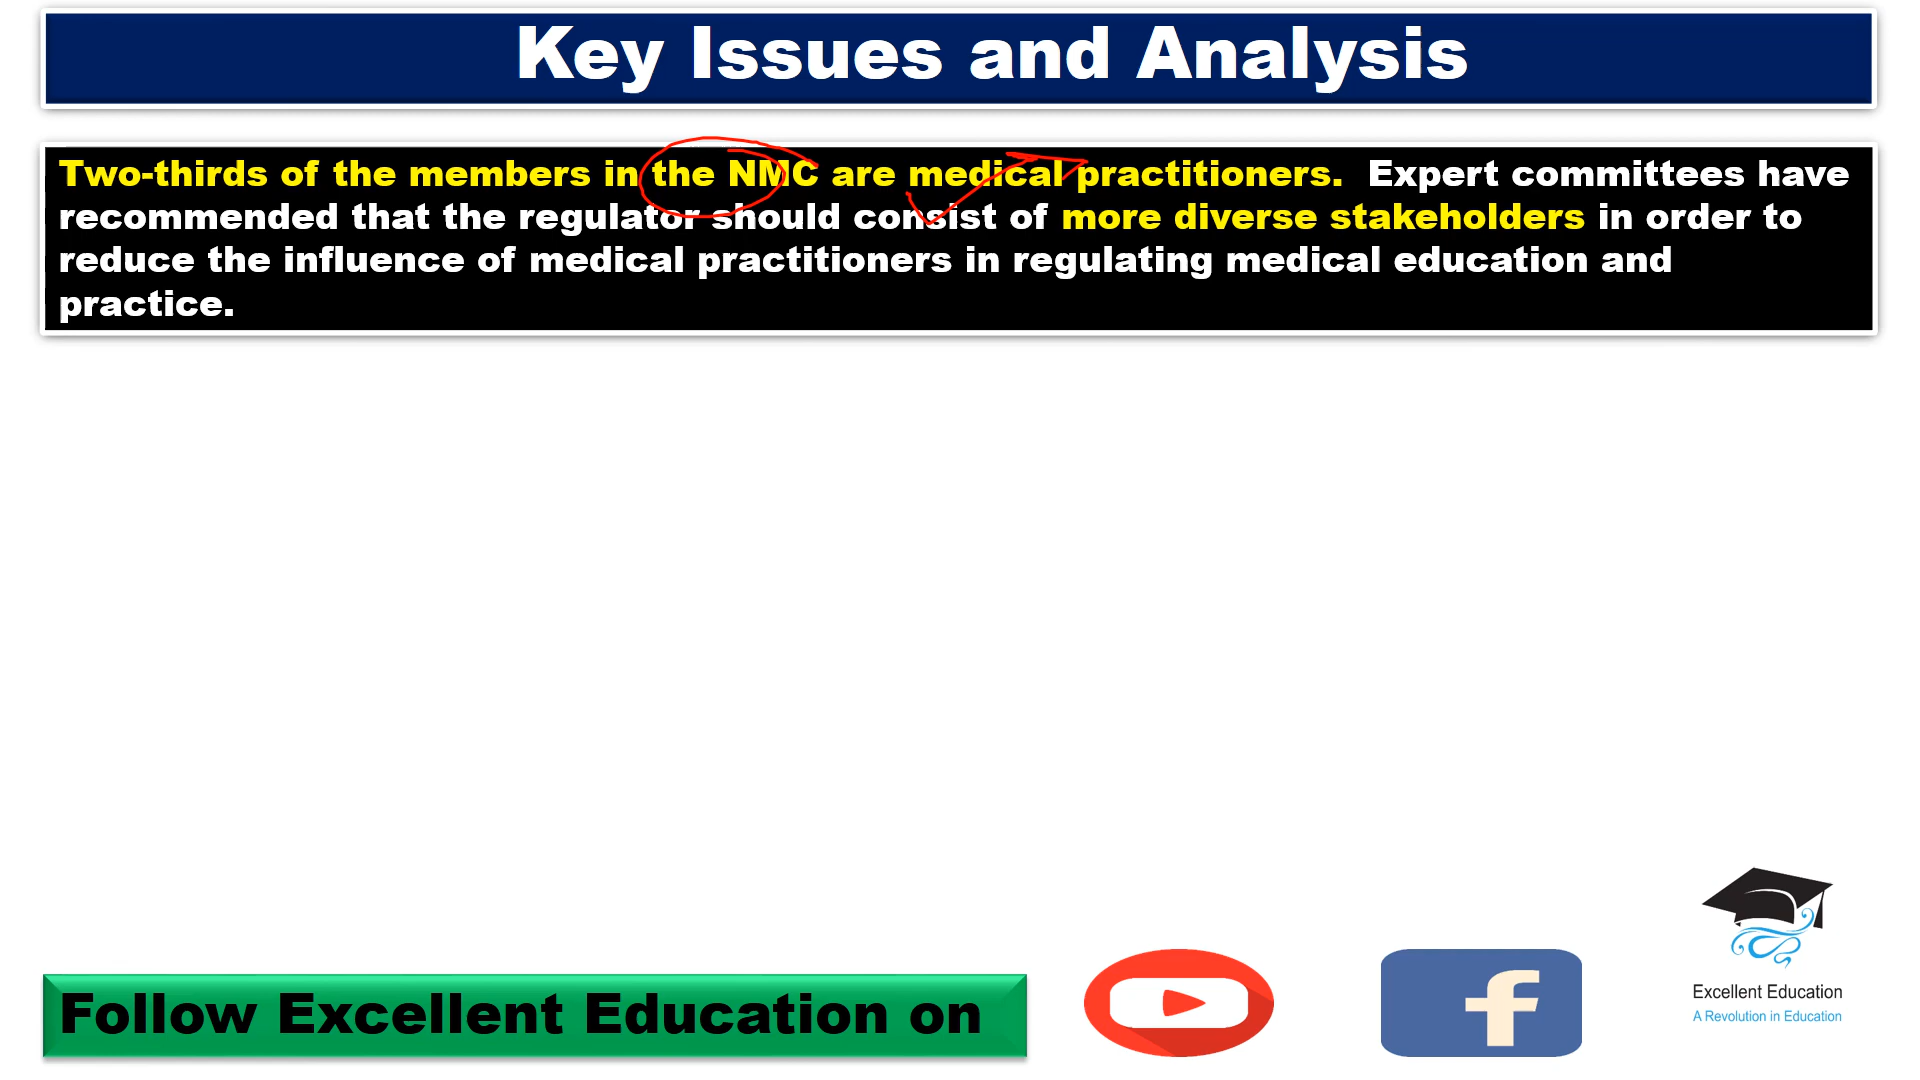 Key Issues and Analysis
Two-thirds of the members in the NMC are medical practitioners. Expert committees have
recommended that the regulator should consist of more diverse stakeholders in order to
reduce the influence of medical practitioners in regulating medical education and
practice.
Follow Excellent Education on
f
Excellent Education
A Revolution in Education